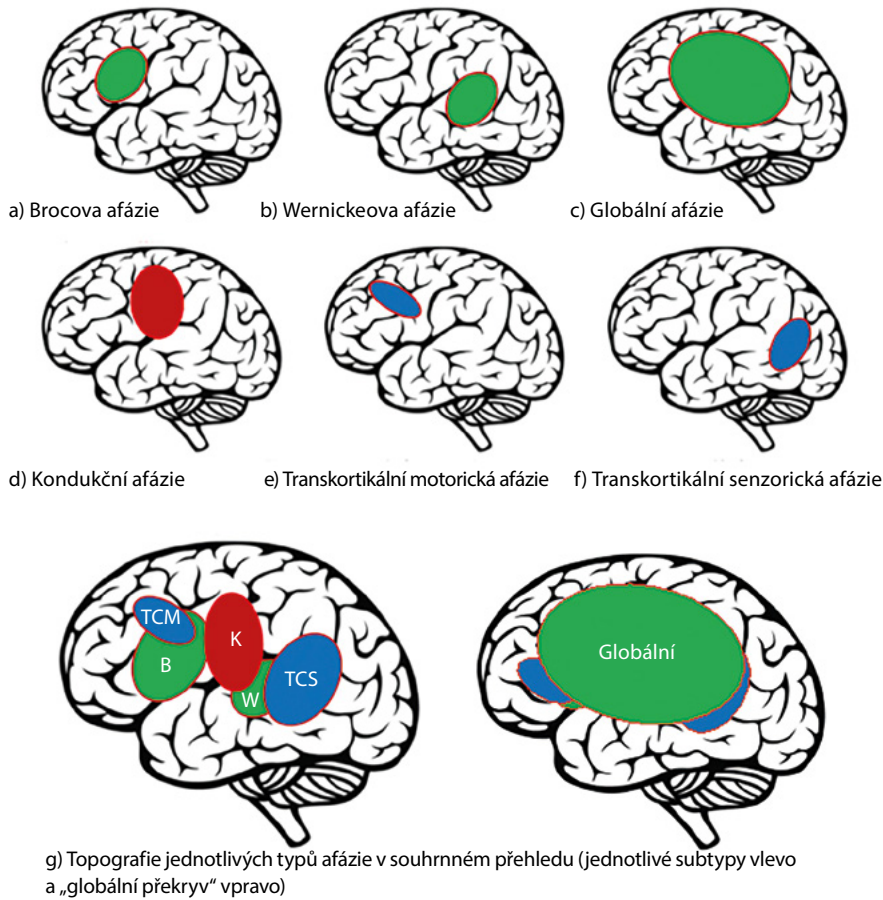 a) Brocova afázie
b) Wernickeova afázie
c) Globální afázie
d) Kondukční afázie
e) Transkortikální motorická afázie
f) Transkortikální senzorická afázie
TCM
K
B
TCS
W
Globální
g) Topografie jednotlivých typů afázie v souhrnném přehledu (jednotlivé subtypy vlevo
a „globální překryv“ vpravo)